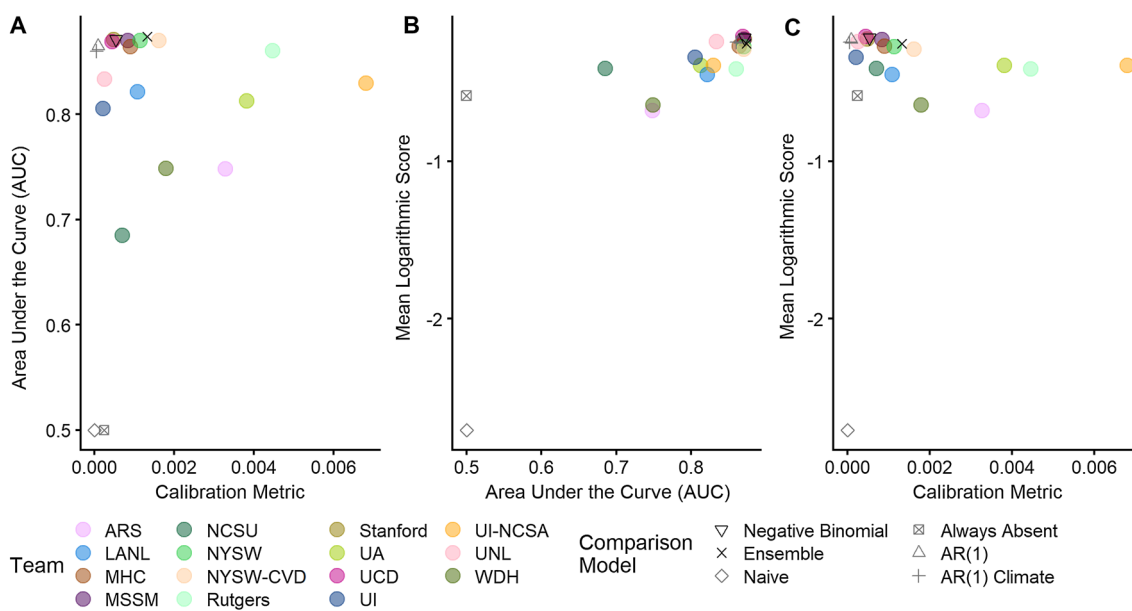 A
B
C
Area Under the Curve (AUC)
0.8
0.7
0.6
0.5
0.000 0.002 0.004 0.006
Calibration Metric
Mean Logarithmic Score
-1
-2
0.5 0.6 0.7 0.8
Area Under the Curve (AUC)
Mean Logarithmic Score
-1
-2
0.000 0.002 0.004 0.006
Calibration Metric
Team
ARS NCSU Stanford UI-NCSA
LANL NYSW UA UNL
MHC NYSW-CVD UCD WDH
MSSM Rutgers UI
Comparison
Model
Negative Binomial Always Absent
Ensemble AR(1)
Naive AR(1) Climate